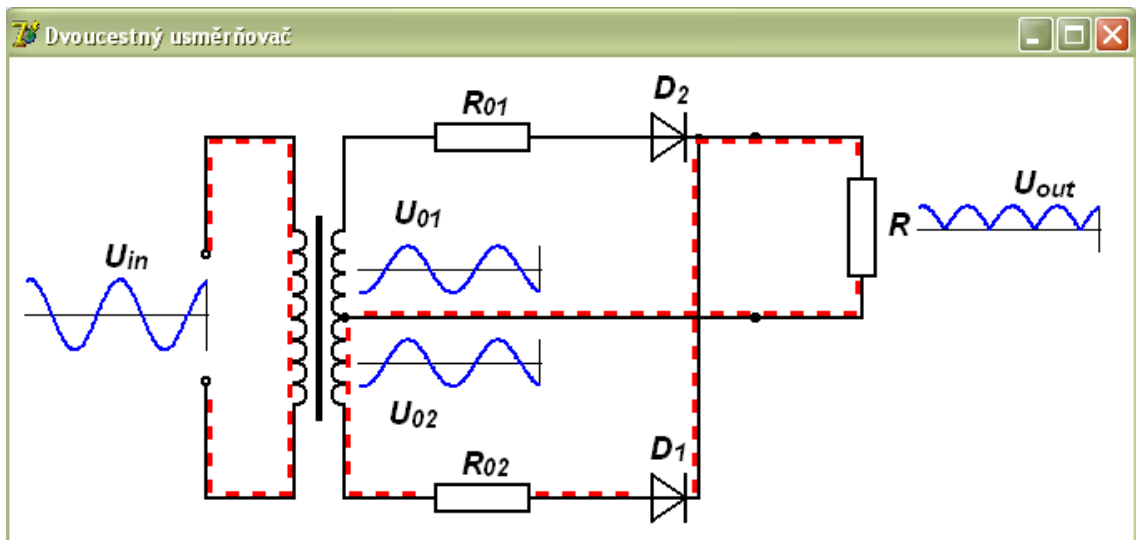 Dvoucestný usměrňovač
D2
R01
U01
Uout
R
Uin
U02
D1
R02